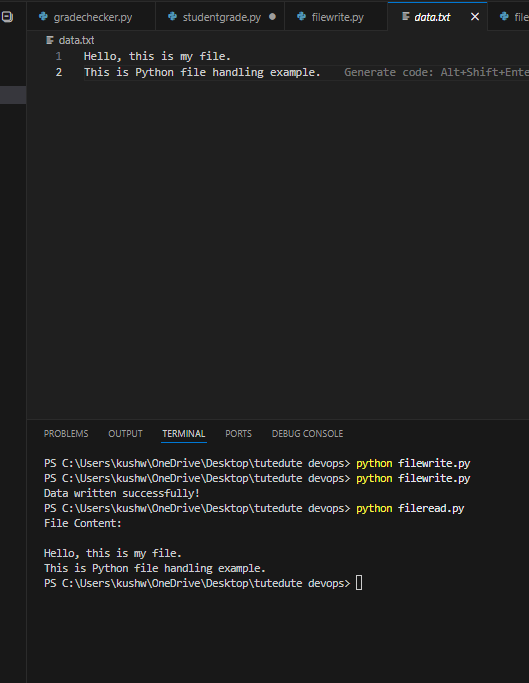 gradechecker.py studentgrade.py filewrite.py data.txt file
data.txt
1 Hello, this is my file.
2 This is Python file handling example. Generate code: Alt+Shift+Ente
PROBLEMS OUTPUT TERMINAL PORTS DEBUG CONSOLE
PS C:\Users\kushw\OneDrive\Desktop\tutedute devops> python filewrite.py
PS C:\Users\kushw\OneDrive\Desktop\tutedute devops> python filewrite.py
Data written successfully!
PS C:\Users\kushw\OneDrive\Desktop\tutedute devops> python fileread.py
File Content:
Hello, this is my file.
This is Python file handling example.
PS C:\Users\kushw\OneDrive\Desktop\tutedute devops>